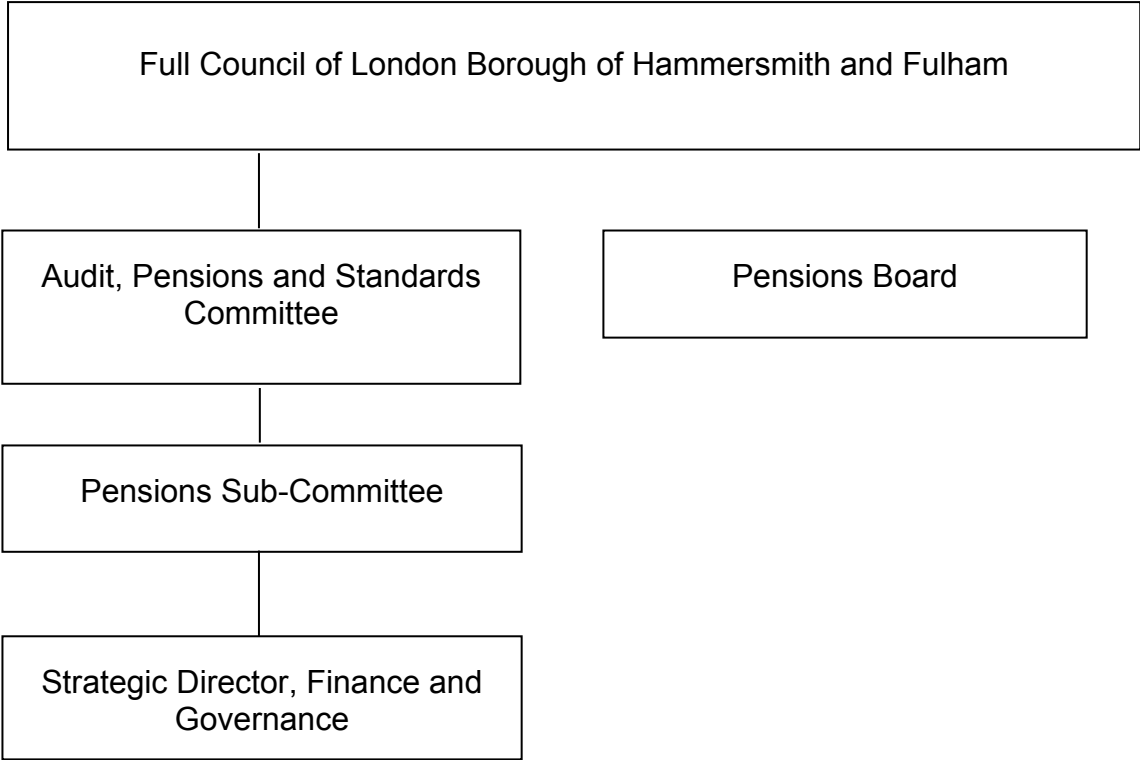 Full Council of London Borough of Hammersmith and Fulham
Audit, Pensions and Standards
Committee
Pensions Board
Pensions Sub-Committee
Strategic Director, Finance and
Governance